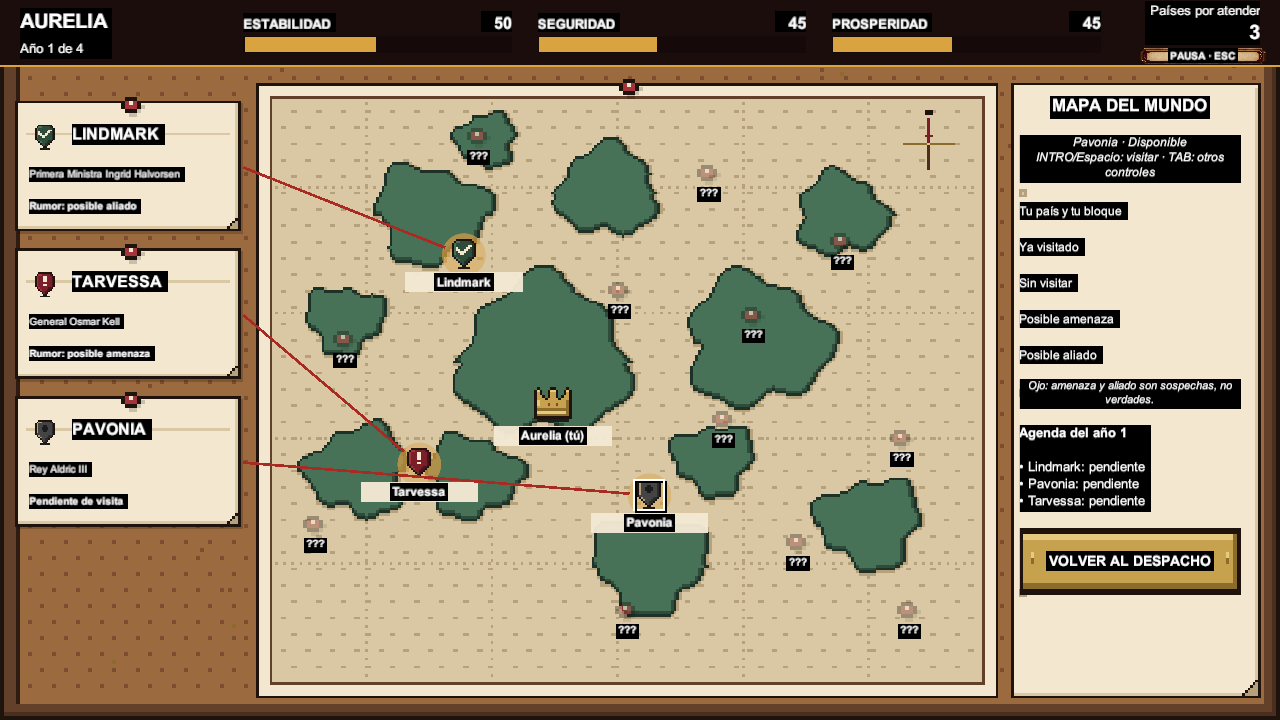 AURELIA
Año 1 de 4
ESTABILIDAD
50
SEGURIDAD
45
PROSPERIDAD
45
Países por atender
3
PAUSA · ESC
LINDMARK
Primera Ministra Ingrid Halvorsen
Rumor: posible aliado
TARVESSA
General Osmar Kell
Rumor: posible amenaza
PAVONIA
Rey Aldric III
Pendiente de visita
???
???
???
Lindmark
???
???
???
???
Aurelia (tú)
???
???
Tarvessa
Pavonia
???
???
???
???
MAPA DEL MUNDO
Pavonia · Disponible
INTRO/Espacio: visitar · TAB: otros
controles
Tu país y tu bloque
Ya visitado
Sin visitar
Posible amenaza
Posible aliado
Ojo: amenaza y aliado son sospechas, no
verdades.
Agenda del año 1
• Lindmark: pendiente
• Pavonia: pendiente
• Tarvessa: pendiente
VOLVER AL DESPACHO